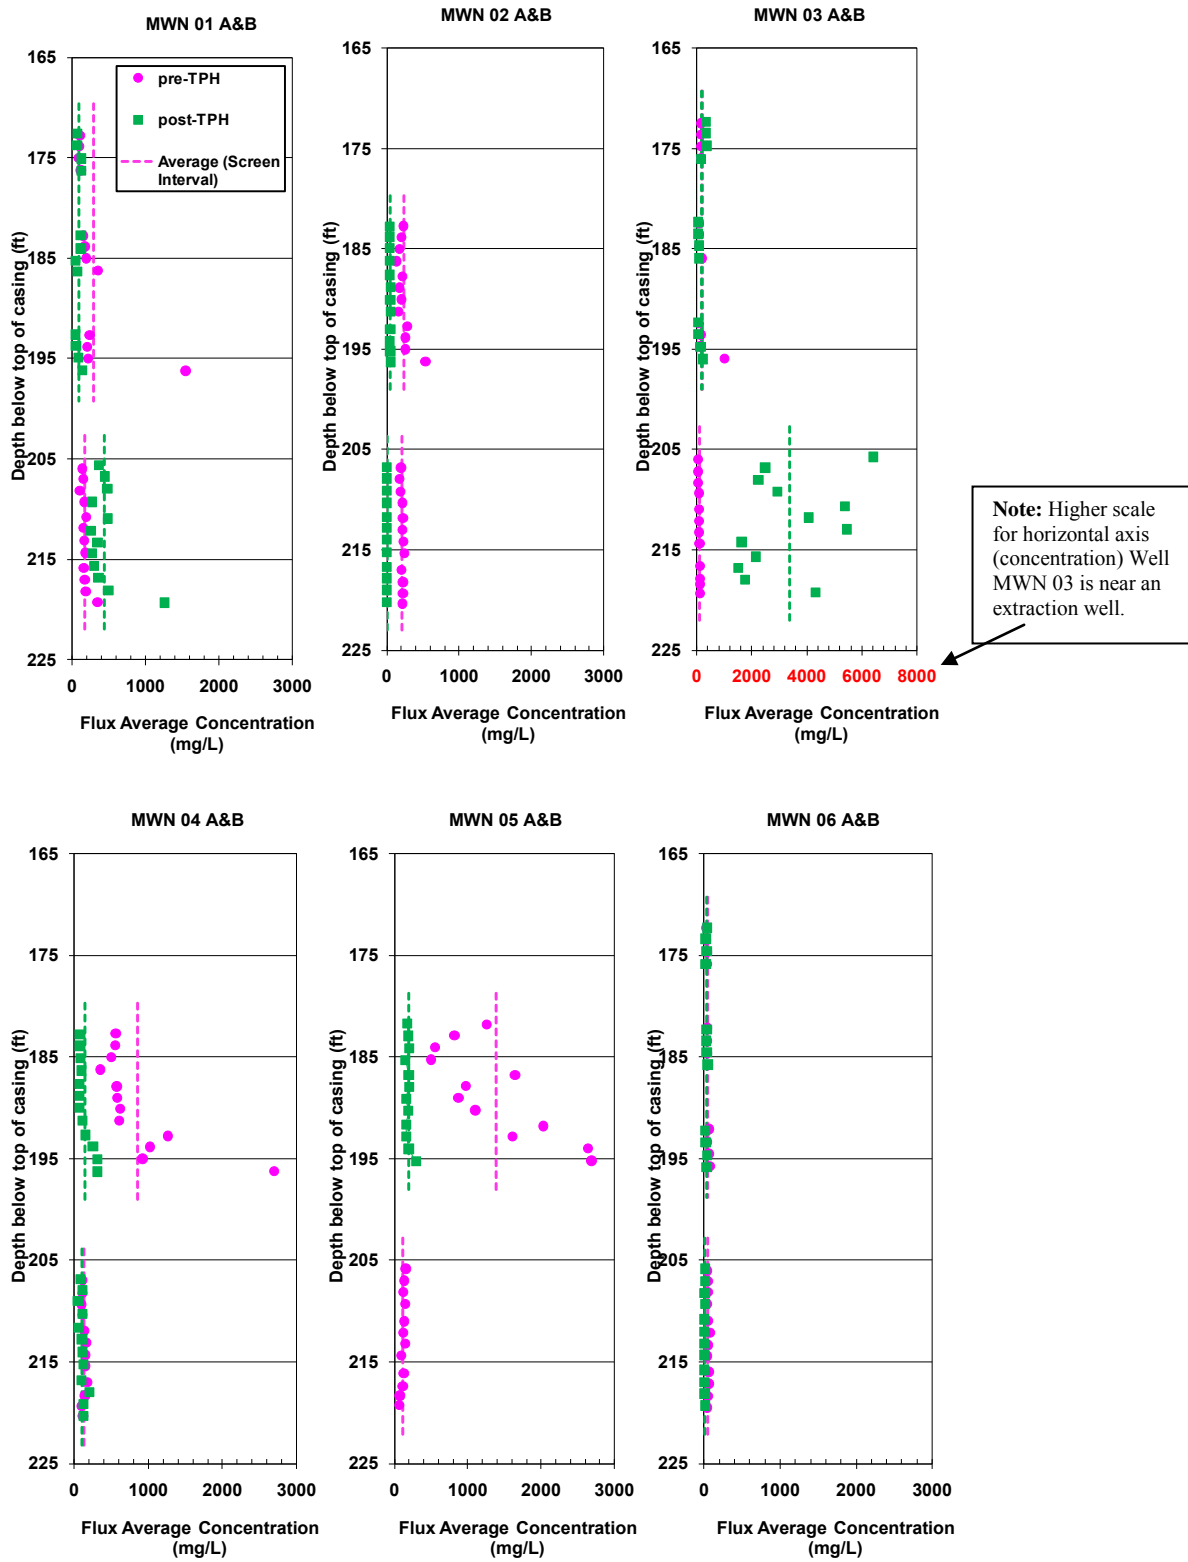 MWN 01 A&B
MWN 02 A&B
MWN 03 A&B
165
175
185
195
205
215
225
Depth below top of casing (ft)
pre-TPH
post-TPH
Average (Screen
Interval)
0 1000 2000 3000
Flux Average Concentration
(mg/L)
165
175
185
195
205
215
225
Depth below top of casing (ft)
0 1000 2000 3000
Flux Average Concentration
(mg/L)
165
175
185
195
205
215
225
Depth below top of casing (ft)
0 2000 4000 6000 8000
Flux Average Concentration
(mg/L)
Note: Higher scale
for horizontal axis
(concentration) Well
MWN 03 is near an
extraction well.
MWN 04 A&B
MWN 05 A&B
MWN 06 A&B
165
175
185
195
205
215
225
Depth below top of casing (ft)
0 1000 2000 3000
Flux Average Concentration
(mg/L)
165
175
185
195
205
215
225
Depth below top of casing (ft)
0 1000 2000 3000
Flux Average Concentration
(mg/L)
165
175
185
195
205
215
225
Depth below top of casing (ft)
0 1000 2000 3000
Flux Average Concentration
(mg/L)